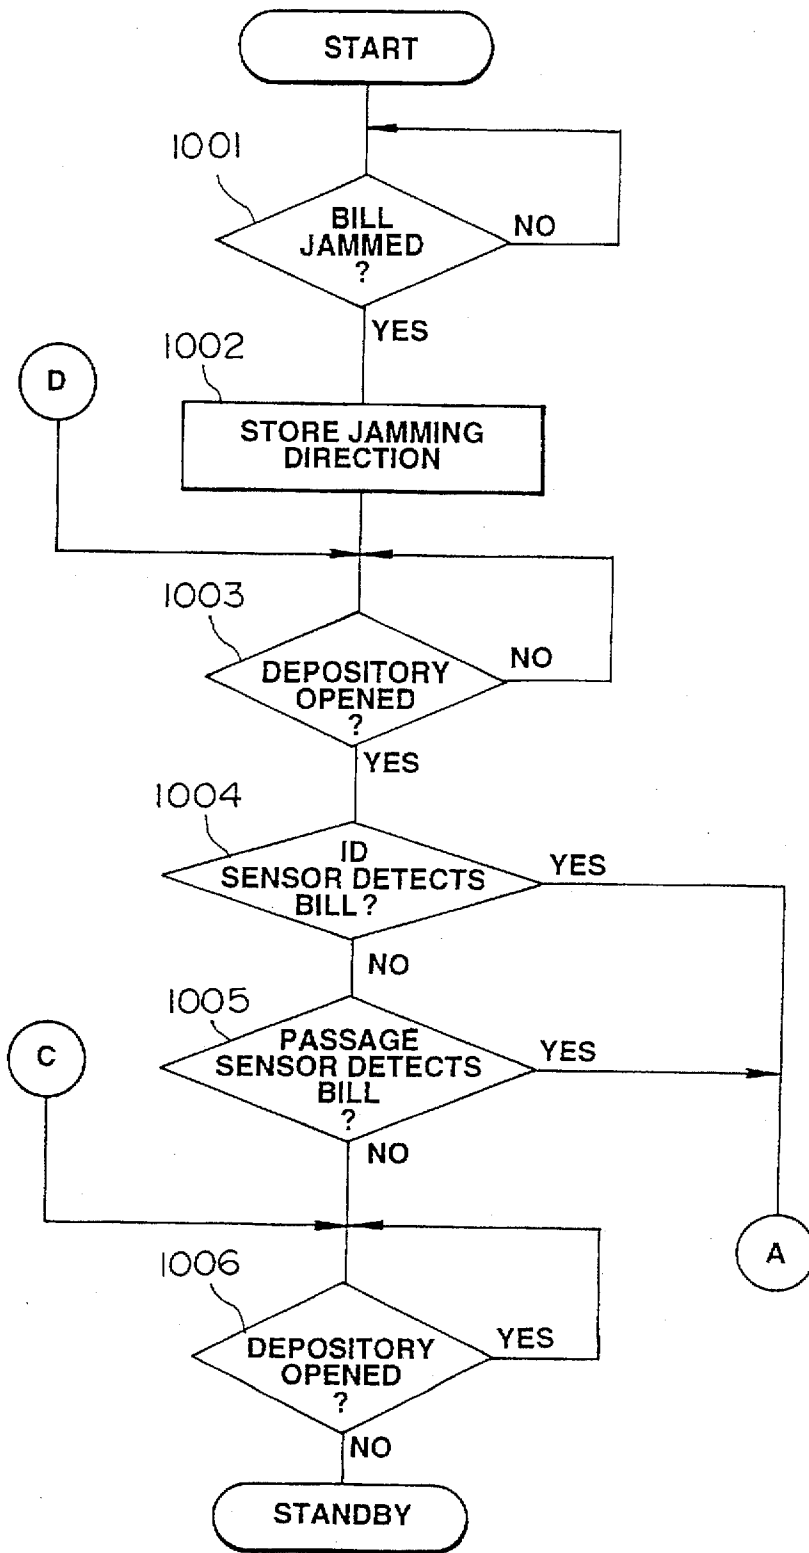 START
1001
BILL
JAMMED
?
NO
YES
1002
D
STORE JAMMING
DIRECTION
1003
DEPOSITORY
OPENED
?
NO
YES
1004
ID
SENSOR DETECTS
BILL?
YES
NO
1005
C
PASSAGE
SENSOR DETECTS
BILL
?
YES
NO
A
1006
DEPOSITORY
OPENED
?
YES
NO
STANDBY